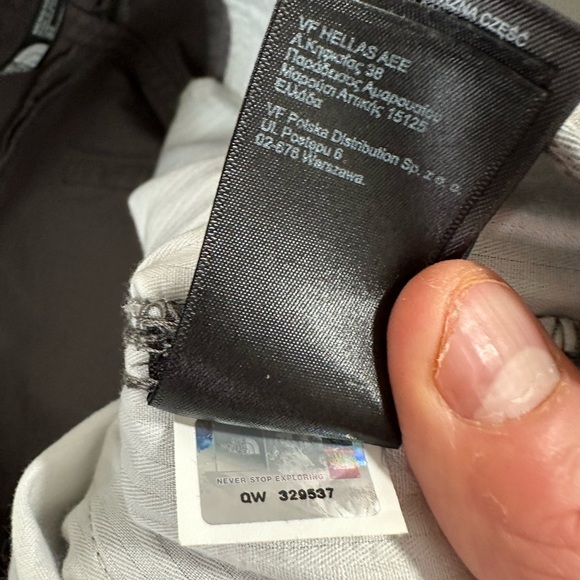 VF HELLAS AEE
Λ.Κηφισίας 38
Παράδεισος Αμαρουσίου
Μαρούσι Αττικής 15125
Ελλάδα
VF Polska Distribution Sp. z o. o.
Ul. Postępu 6
02-676 Warszawa.
NEVER STOP EXPLORING
QW 329537